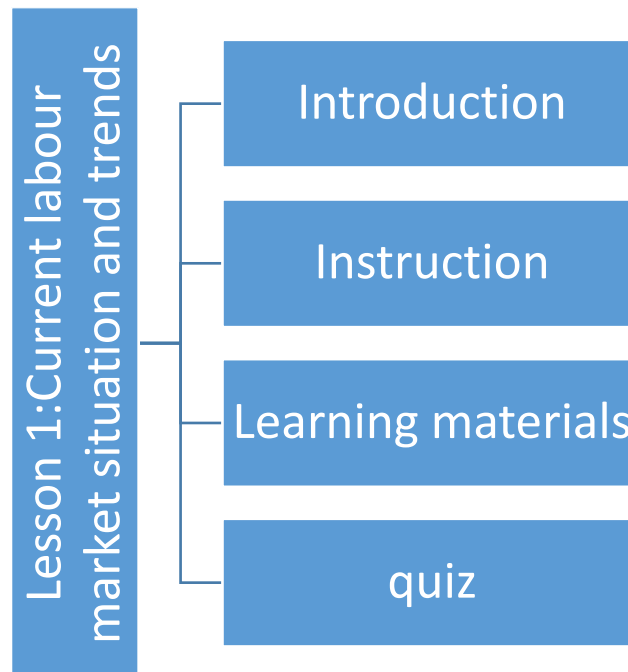 Lesson 1:Current labour
market situation and trends
Introduction
Instruction
Learning materials
quiz